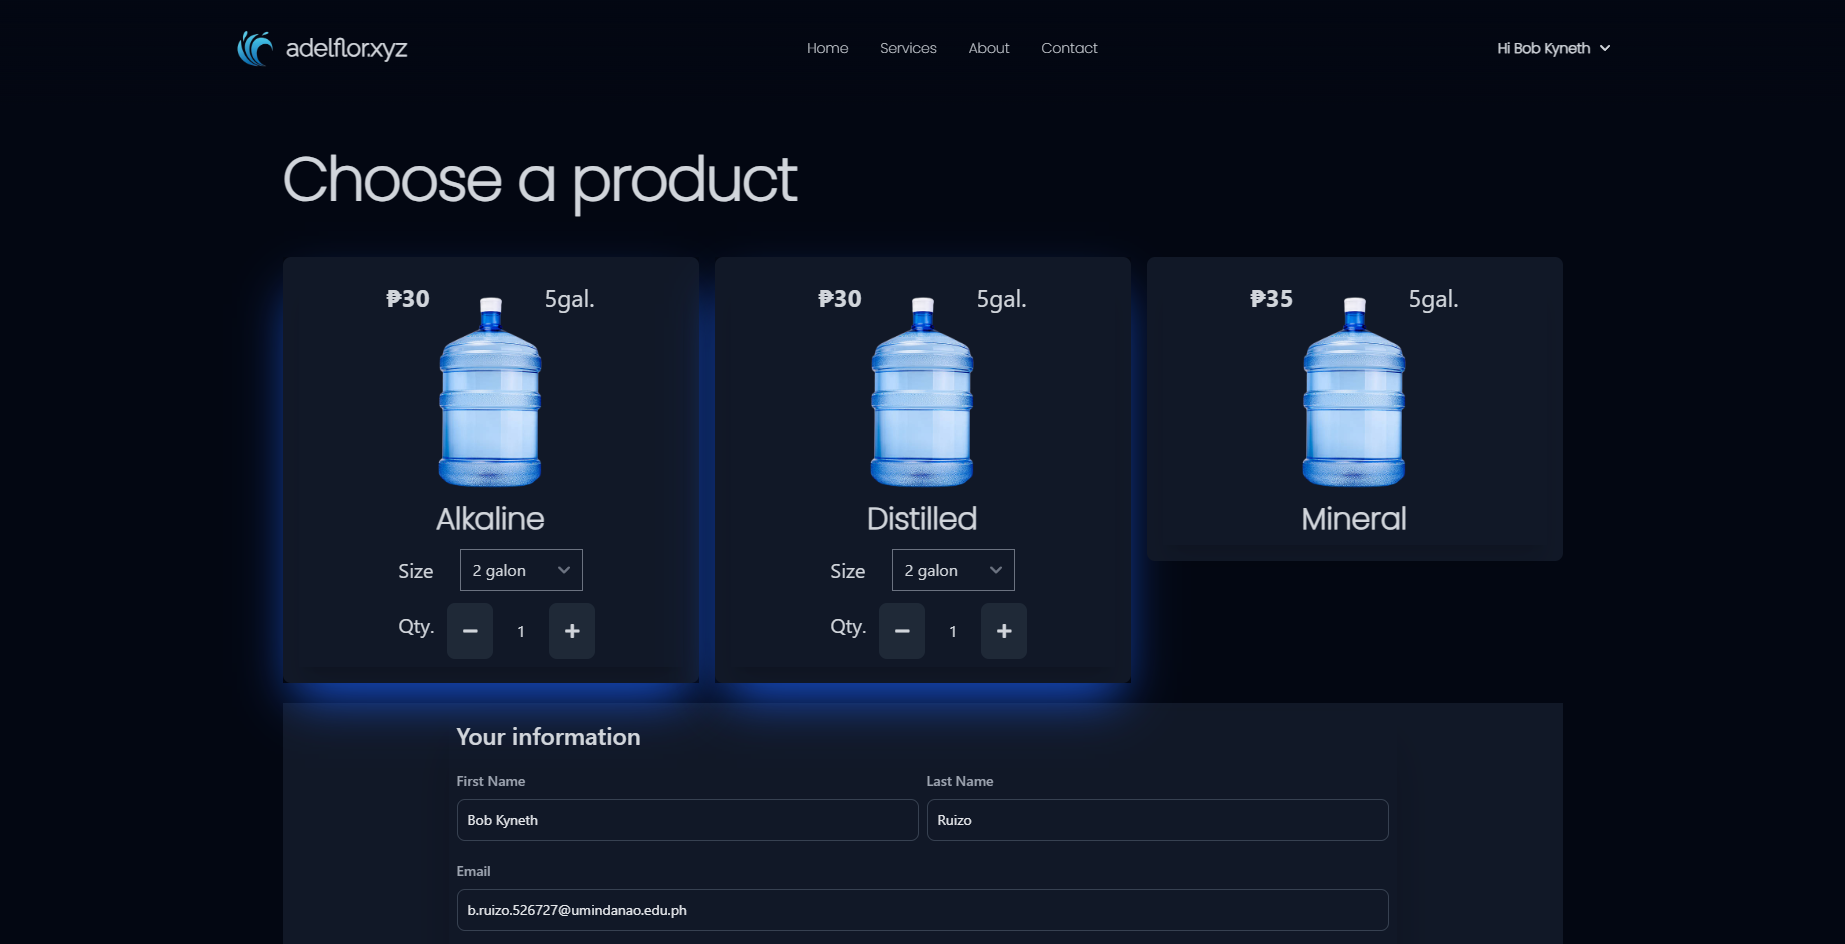 adelflor.xyz
Home Services About Contact
Hi Bob Kyneth
Choose a product
₱30 5gal.
Alkaline
Size 2 galon
Qty. − 1 +
₱30 5gal.
Distilled
Size 2 galon
Qty. − 1 +
₱35 5gal.
Mineral
Your information
First Name Last Name
Bob Kyneth Ruizo
Email
b.ruizo.526727@umindanao.edu.ph